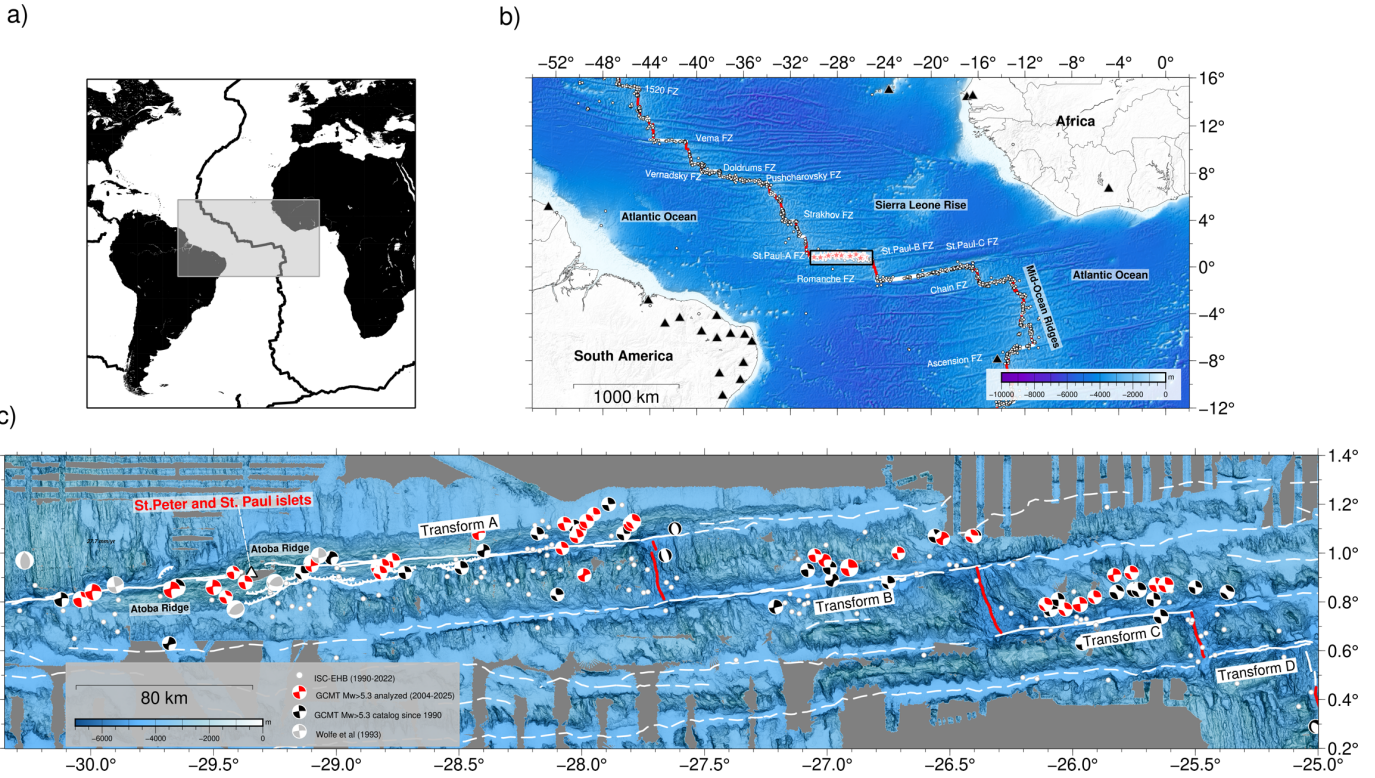 a)
b)
−52° −48° −44° −40° −36° −32° −28° −24° −20° −16° −12° −8° −4° 0°
16°
1520 FZ
Africa
12°
Verna FZ
Doldrums FZ
8°
Vernadsky FZ
Pushcharovsky FZ
Sierra Leone Rise
Atlantic Ocean
Strakhov FZ
4°
St.Paul-A FZ
St.Paul-B FZ
St.Paul-C FZ
0°
Romanche FZ
Atlantic Ocean
Chain FZ
Mid-Ocean Ridges
−4°
South America
Ascension FZ
−8°
1000 km
m
−10000 −8000 −6000 −4000 −2000 0
−12°
c)
1.4°
St.Peter and St. Paul islets
1.2°
Transform A
Atoba Ridge
1.0°
Atoba Ridge
Transform B
0.8°
Transform C
0.6°
Transform D
ISC-EHB (1990-2022)
80 km
GCMT Mw>5.3 analyzed (2004-2025)
0.4°
GCMT Mw>5.3 catalog since 1990
m
−6000 −4000 −2000 0
Wolfe et al (1993)
0.2°
−30.0° −29.5° −29.0° −28.5° −28.0° −27.5° −27.0° −26.5° −26.0° −25.5° −25.0°